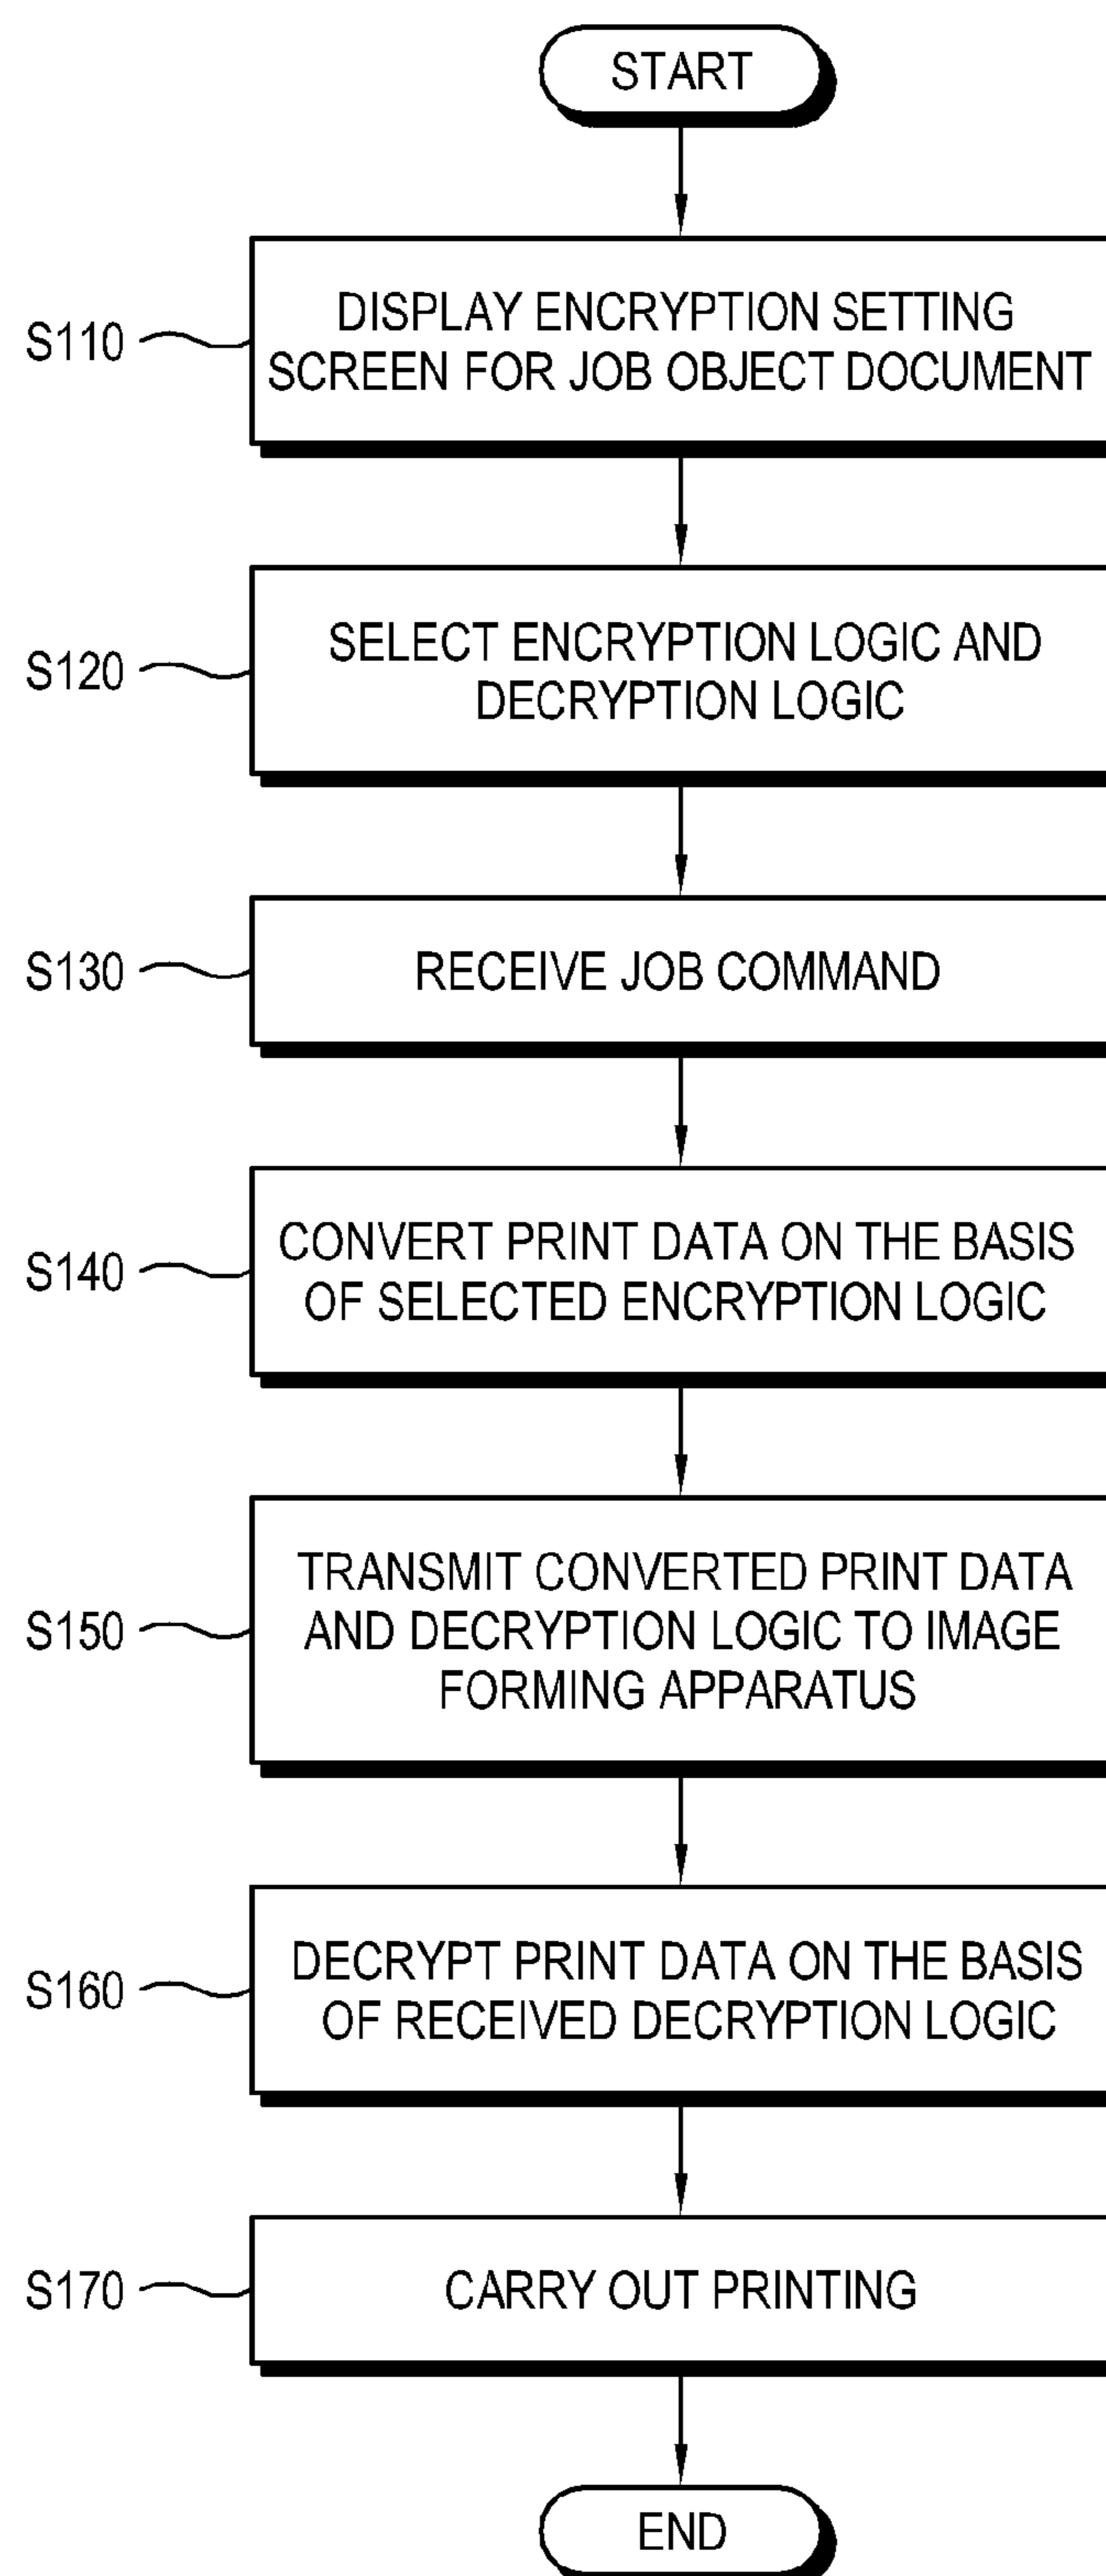 START
S110
DISPLAY ENCRYPTION SETTING
SCREEN FOR JOB OBJECT DOCUMENT
S120
SELECT ENCRYPTION LOGIC AND
DECRYPTION LOGIC
S130
RECEIVE JOB COMMAND
S140
CONVERT PRINT DATA ON THE BASIS
OF SELECTED ENCRYPTION LOGIC
S150
TRANSMIT CONVERTED PRINT DATA
AND DECRYPTION LOGIC TO IMAGE
FORMING APPARATUS
S160
DECRYPT PRINT DATA ON THE BASIS
OF RECEIVED DECRYPTION LOGIC
S170
CARRY OUT PRINTING
END